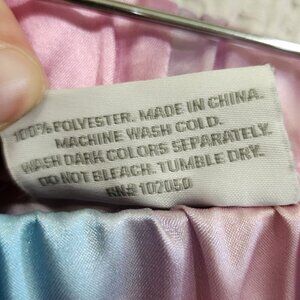 100% POLYESTER. MADE IN CHINA.
MACHINE WASH COLD.
WASH DARK COLORS SEPARATELY.
DO NOT BLEACH. TUMBLE DRY.
RN# 102050